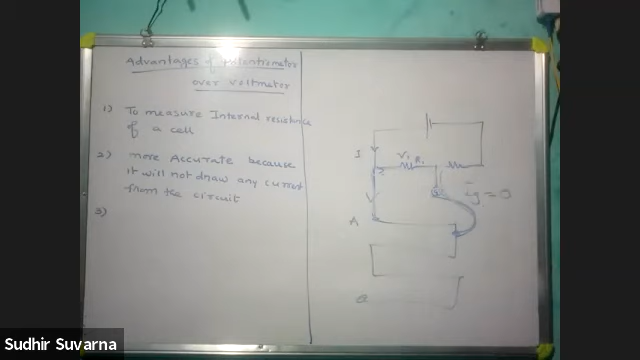 Advantages of potentiometer
over voltmeter
1) To measure Internal resistance
of a cell
2) more Accurate because
it will not draw any current
from the circuit
3)
I
V1 R1
G
ig = 0
V
A
B
Sudhir Suvarna